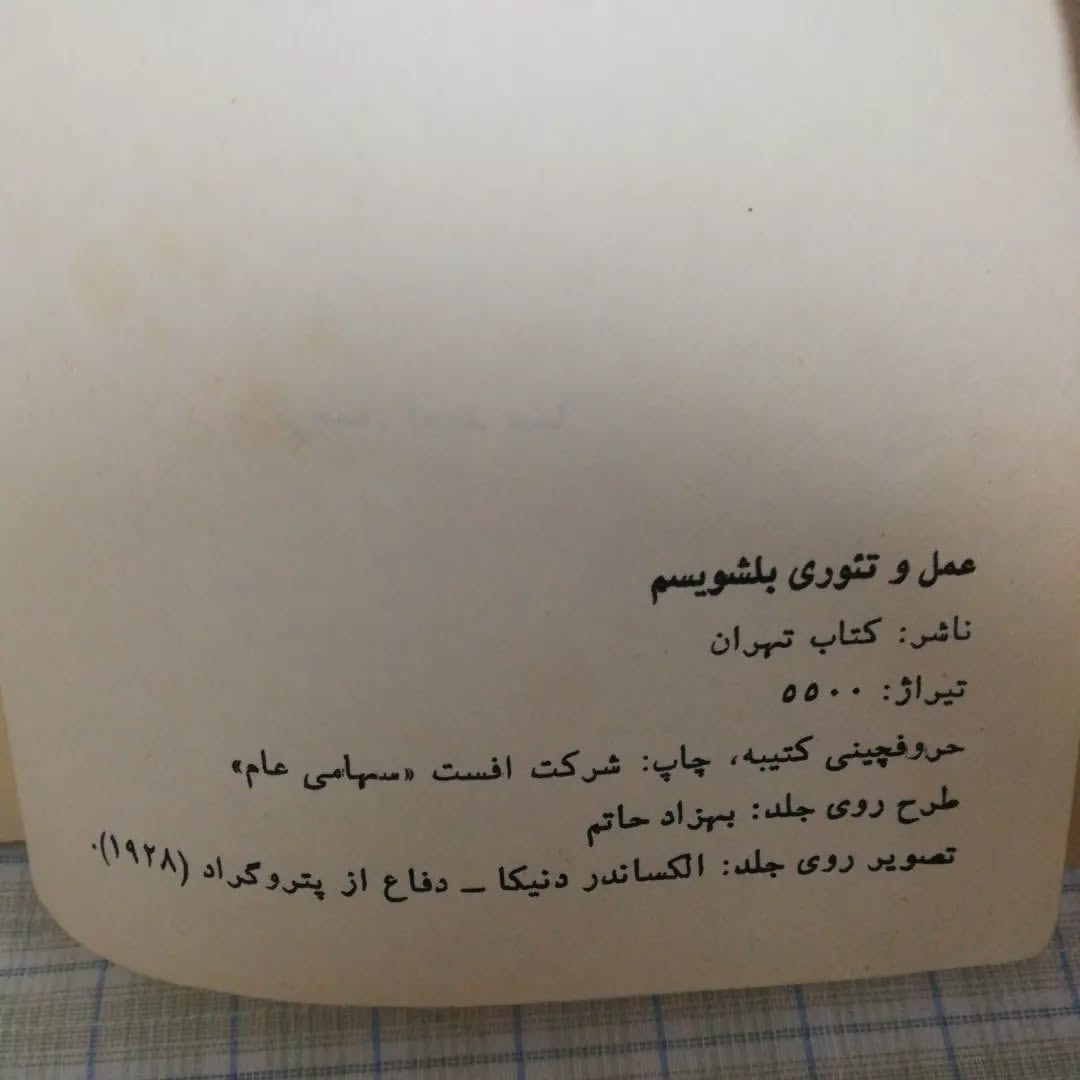 عمل و تئوری بلشویسم
ناشر: کتاب تهران
تیراژ: ۵۵۰۰
حروفچینی کتیبه، چاپ: شرکت افست «سهامی عام»
طرح روی جلد: بهزاد حاتم
تصویر روی جلد: الکساندر دنیکا ــ دفاع از پتروگراد (۱۹۲۸).